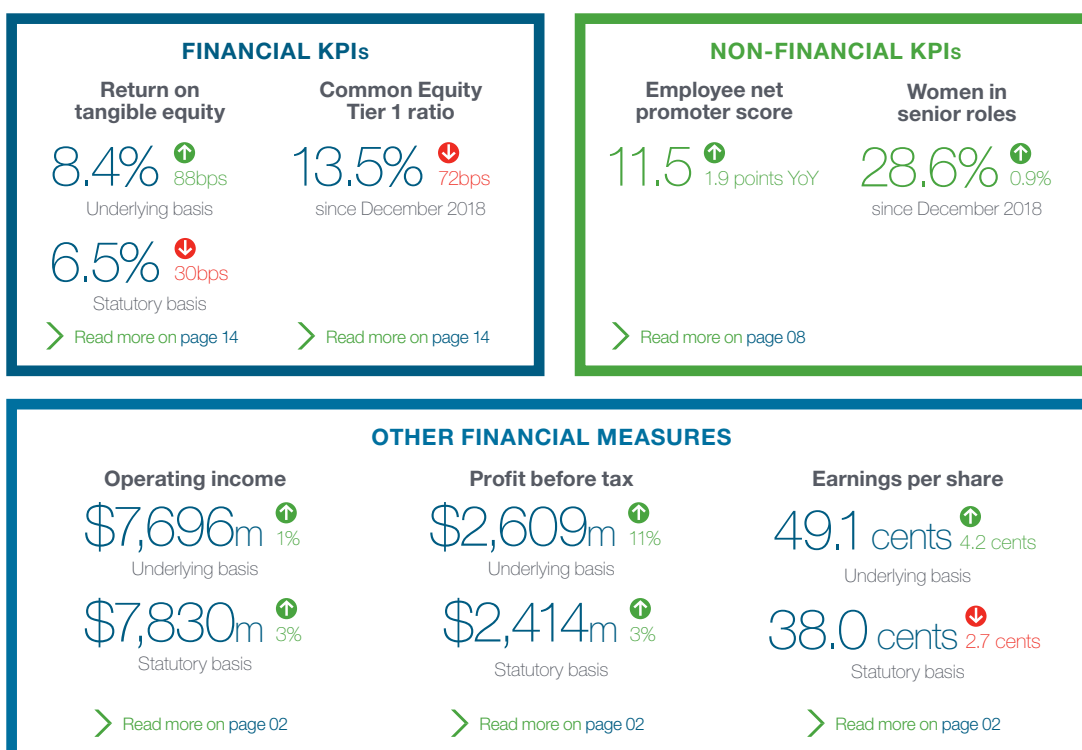 FINANCIAL KPIs
Return on
tangible equity
8.4% 88bps
Underlying basis
6.5% 30bps
Statutory basis
Read more on page 14
Common Equity
Tier 1 ratio
13.5% 72bps
since December 2018
Read more on page 14
NON-FINANCIAL KPIs
Employee net
promoter score
11.5 1.9 points YoY
Read more on page 08
Women in
senior roles
28.6% 0.9%
since December 2018
OTHER FINANCIAL MEASURES
Operating income
$7,696m 1%
Underlying basis
$7,830m 3%
Statutory basis
Read more on page 02
Profit before tax
$2,609m 11%
Underlying basis
$2,414m 3%
Statutory basis
Read more on page 02
Earnings per share
49.1 cents 4.2 cents
Underlying basis
38.0 cents 2.7 cents
Statutory basis
Read more on page 02